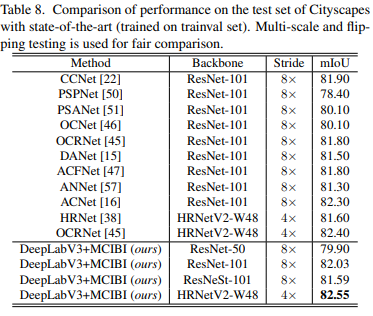 Table 8. Comparison of performance on the test set of Cityscapes
with state-of-the-art (trained on trainval set). Multi-scale and flip-
ping testing is used for fair comparison.
Method Backbone Stride mIoU
CCNet [22] ResNet-101 8× 81.90
PSPNet [50] ResNet-101 8× 78.40
PSANet [51] ResNet-101 8× 80.10
OCNet [46] ResNet-101 8× 80.10
OCRNet [45] ResNet-101 8× 81.80
DANet [15] ResNet-101 8× 81.50
ACFNet [47] ResNet-101 8× 81.80
ANNet [57] ResNet-101 8× 81.30
ACNet [16] ResNet-101 8× 82.30
HRNet [38] HRNetV2-W48 4× 81.60
OCRNet [45] HRNetV2-W48 4× 82.40
DeepLabV3+MCIBI (ours) ResNet-50 8× 79.90
DeepLabV3+MCIBI (ours) ResNet-101 8× 82.03
DeepLabV3+MCIBI (ours) ResNeSt-101 8× 81.59
DeepLabV3+MCIBI (ours) HRNetV2-W48 4× 82.55